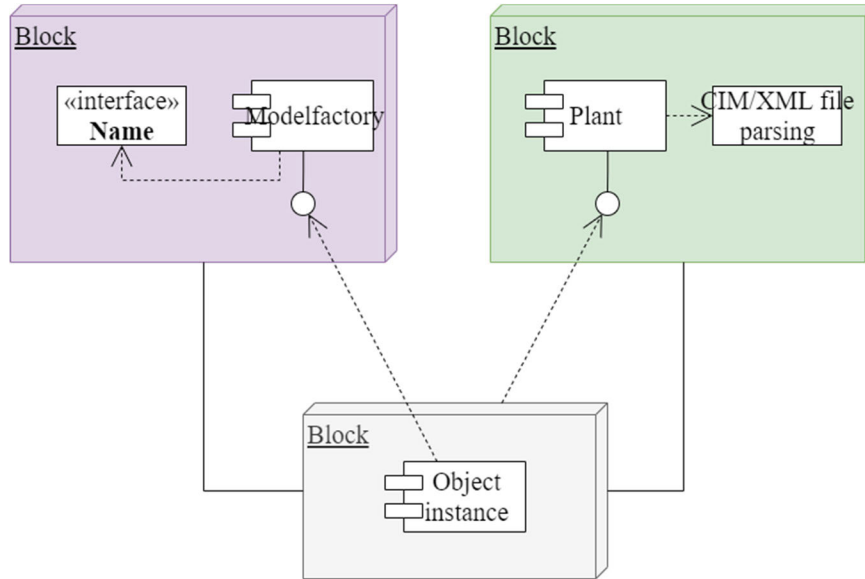 Block
«interface»
Name
Modelfactory
Block
Plant
CIM/XML file
parsing
Block
Object
instance